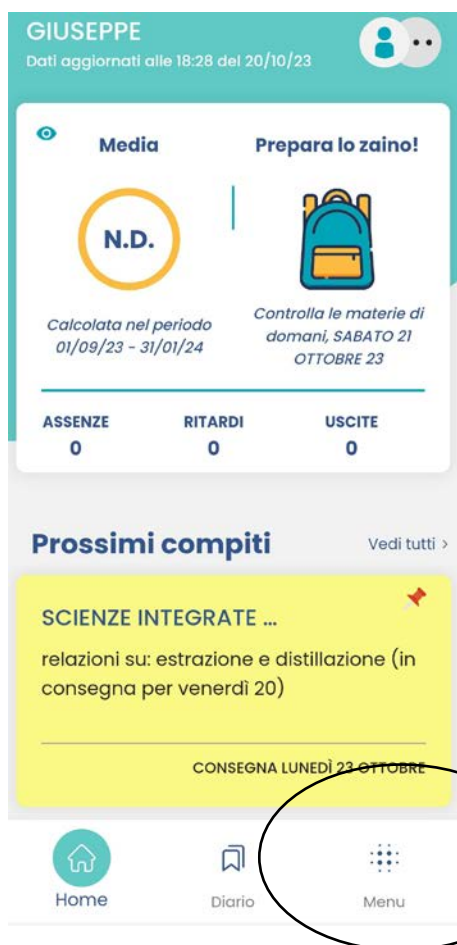 GIUSEPPE
Dati aggiornati alle 18:28 del 20/10/23
Media
Prepara lo zaino!
N.D.
Calcolata nel periodo
01/09/23 - 31/01/24
Controlla le materie di
domani, SABATO 21
OTTOBRE 23
ASSENZE RITARDI USCITE
0 0 0
Prossimi compiti Vedi tutti >
SCIENZE INTEGRATE ...
relazioni su: estrazione e distillazione (in
consegna per venerdì 20)
CONSEGNA LUNEDÌ 23 OTTOBRE
Home Diario Menu